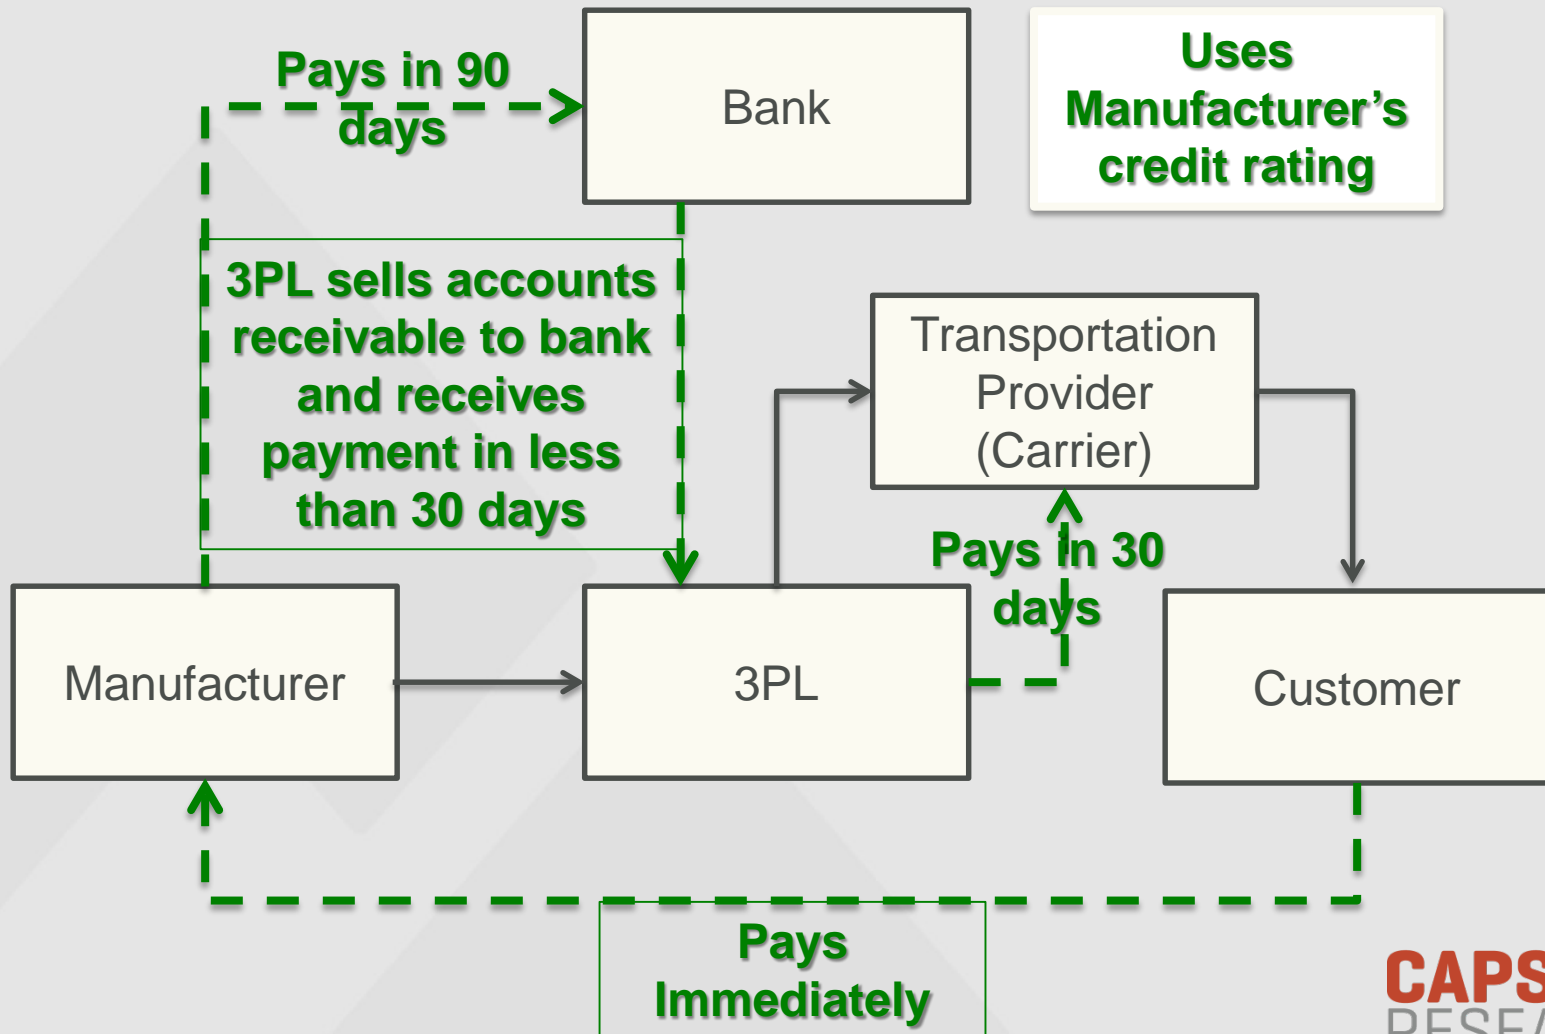 Pays in 90
days
Bank
Uses
Manufacturer’s
credit rating
3PL sells accounts
receivable to bank
and receives
payment in less
than 30 days
Transportation
Provider
(Carrier)
Pays in 30
days
Manufacturer
3PL
Customer
Pays
Immediately
CAPS